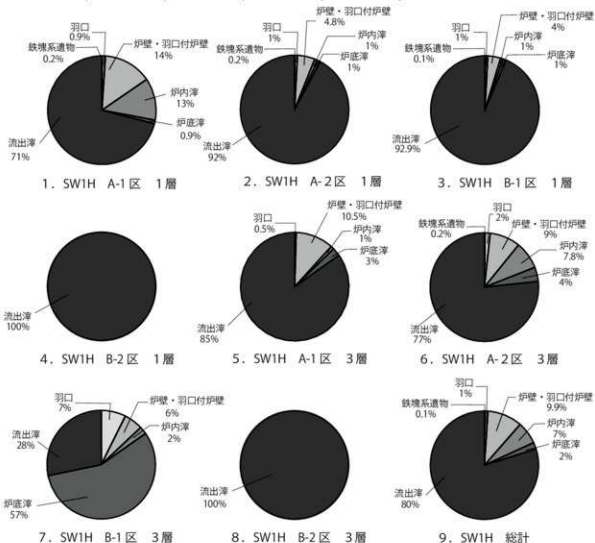 羽口
0.9%
鉄塊系遺物
0.2%
炉壁・羽口付炉壁
14%
炉内滓
13%
炉底滓
0.9%
流出滓
71%
1. SW1H A-1区 1層
羽口
1%
鉄塊系遺物
0.2%
炉壁・羽口付炉壁
4.8%
炉内滓
1%
炉底滓
1%
流出滓
92%
2. SW1H A-2区 1層
羽口
1%
鉄塊系遺物
0.1%
炉壁・羽口付炉壁
4%
炉内滓
1%
炉底滓
1%
流出滓
92.9%
3. SW1H B-1区 1層
流出滓
100%
4. SW1H B-2区 1層
羽口
0.5%
炉壁・羽口付炉壁
10.5%
炉内滓
1%
炉底滓
3%
流出滓
85%
5. SW1H A-1区 3層
羽口
2%
鉄塊系遺物
0.2%
炉壁・羽口付炉壁
9%
炉内滓
7.8%
炉底滓
4%
流出滓
77%
6. SW1H A-2区 3層
羽口
7%
炉壁・羽口付炉壁
6%
炉内滓
2%
流出滓
28%
炉底滓
57%
7. SW1H B-1区 3層
流出滓
100%
8. SW1H B-2区 3層
羽口
1%
鉄塊系遺物
0.1%
炉壁・羽口付炉壁
9.9%
炉内滓
7%
炉底滓
2%
流出滓
80%
9. SW1H 総計